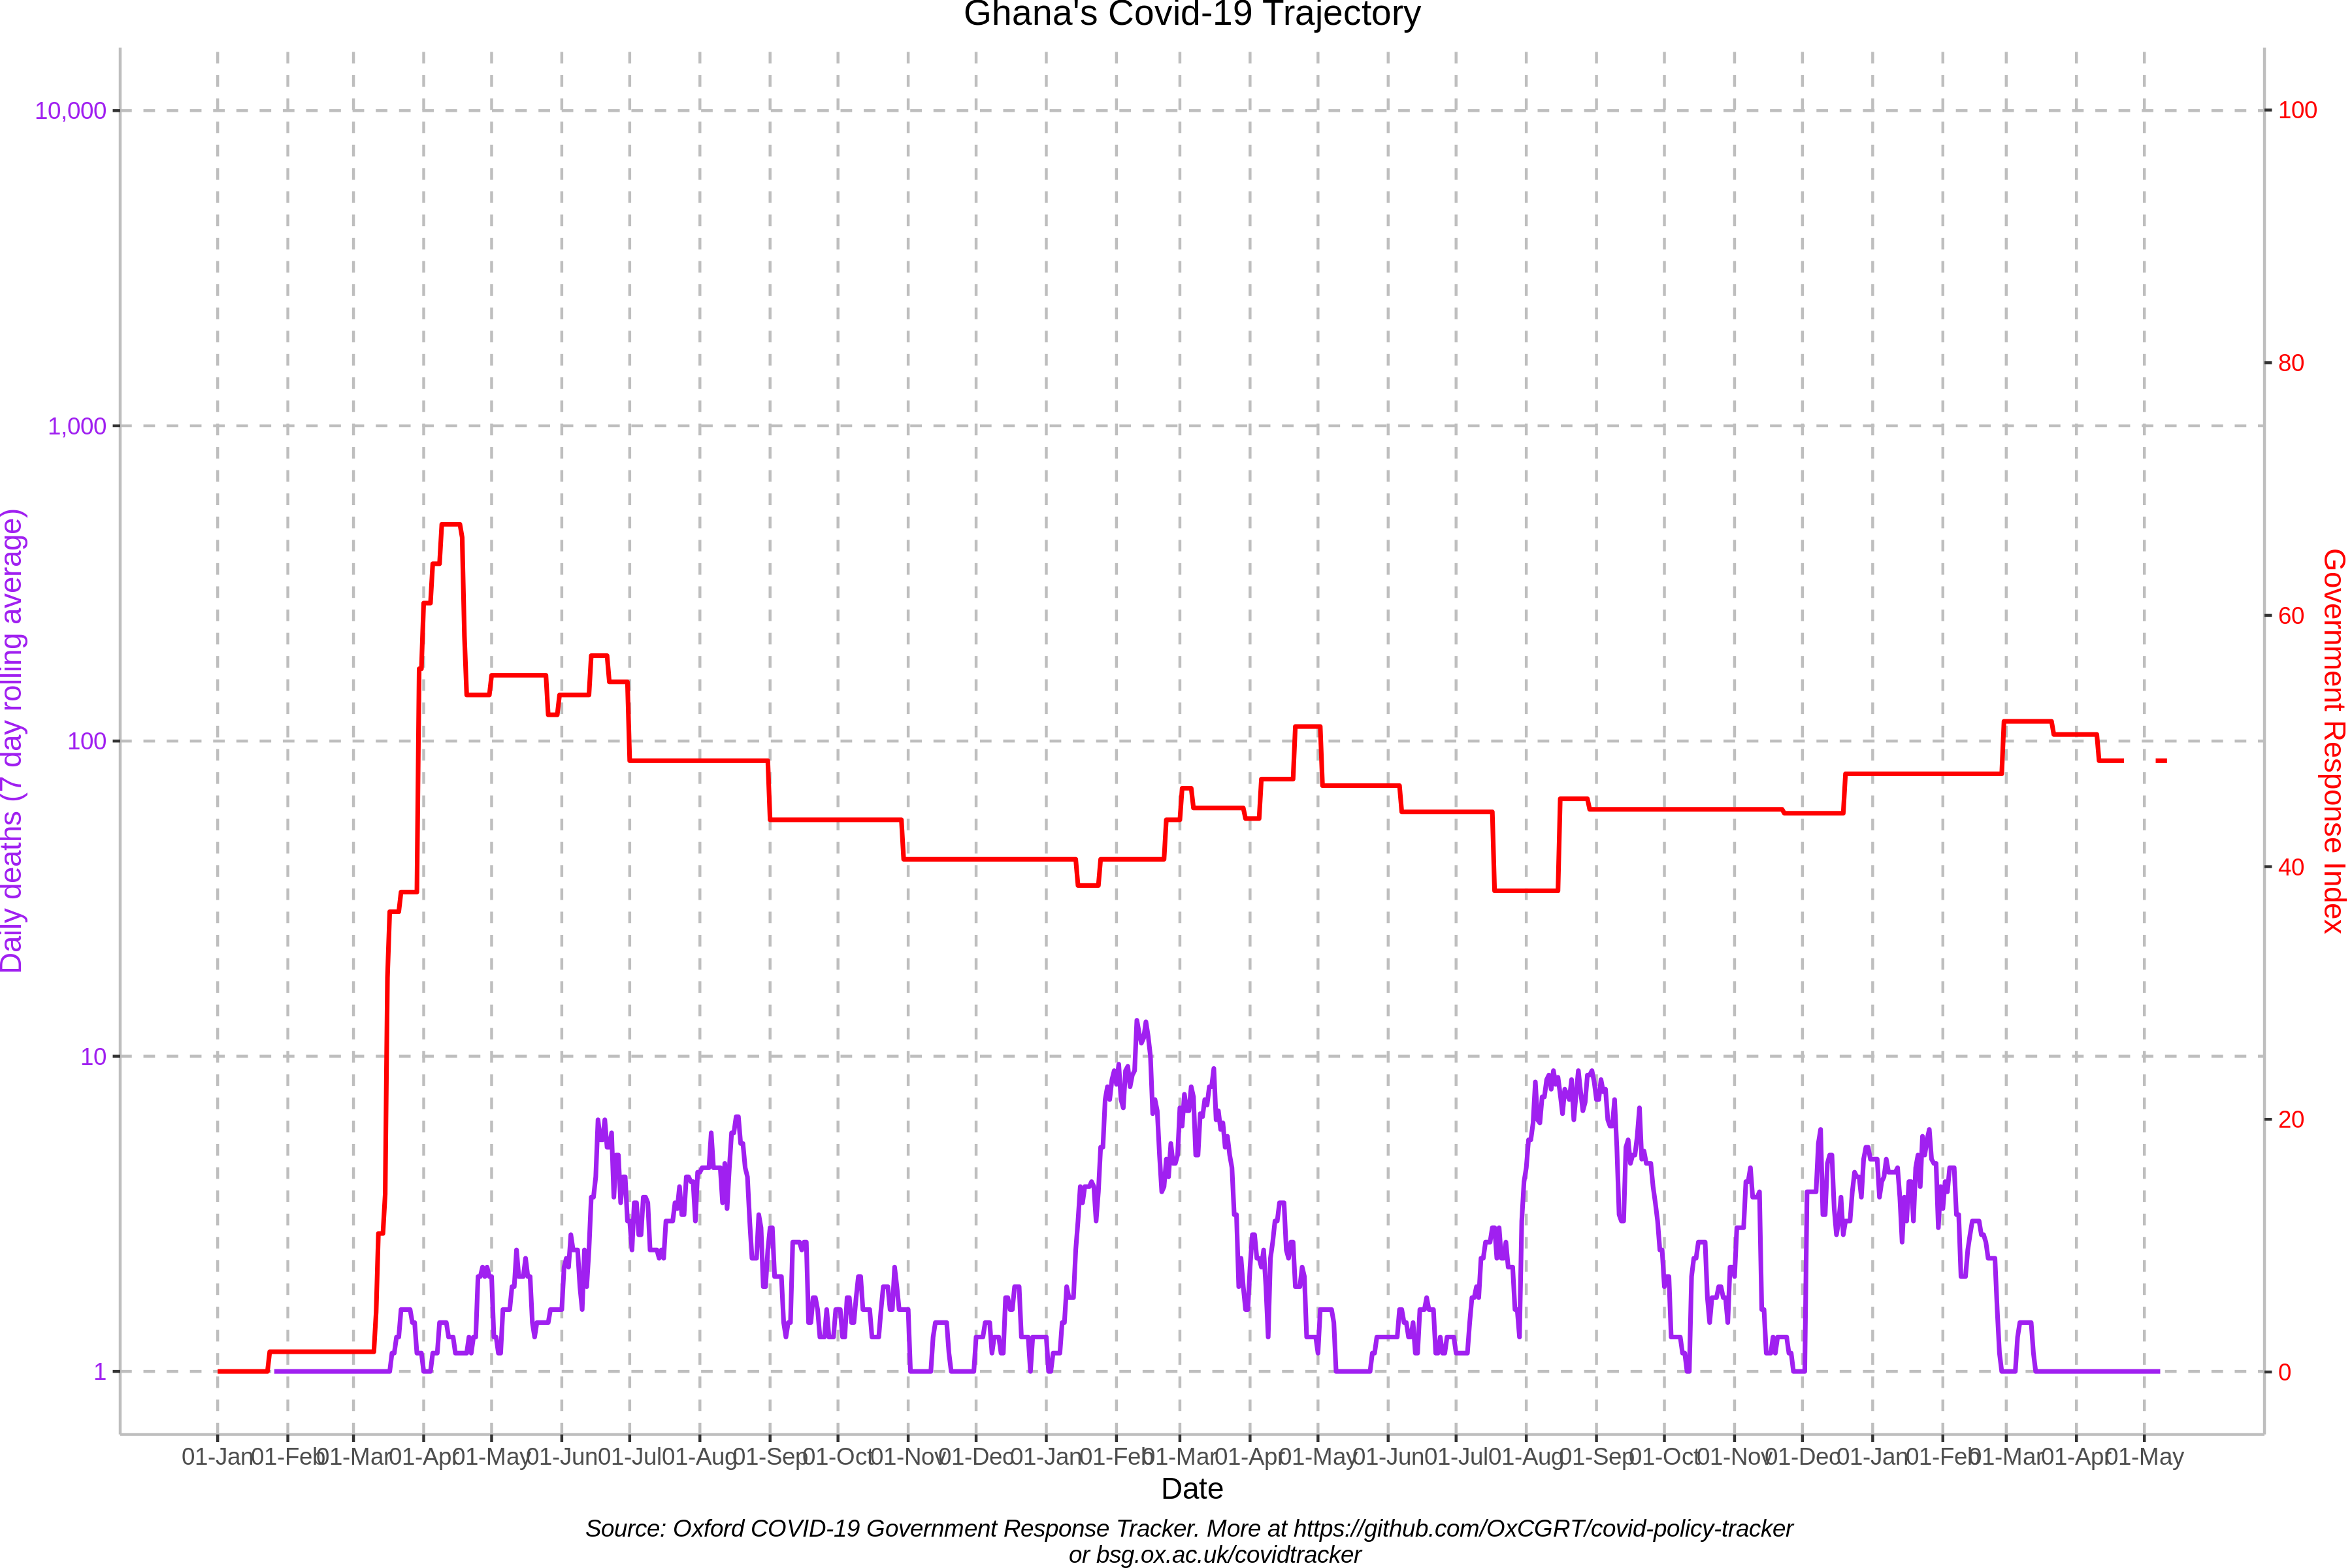 Ghana's Covid-19 Trajectory
10,000
1,000
100
10
1
Daily deaths (7 day rolling average)
100
80
60
40
20
0
Government Response Index
01-Jan 01-Feb 01-Mar 01-Apr 01-May 01-Jun 01-Jul 01-Aug 01-Sep 01-Oct 01-Nov 01-Dec 01-Jan 01-Feb 01-Mar 01-Apr 01-May 01-Jun 01-Jul 01-Aug 01-Sep 01-Oct 01-Nov 01-Dec 01-Jan 01-Feb 01-Mar 01-Apr 01-May
Date
Source: Oxford COVID-19 Government Response Tracker. More at https://github.com/OxCGRT/covid-policy-tracker
or bsg.ox.ac.uk/covidtracker